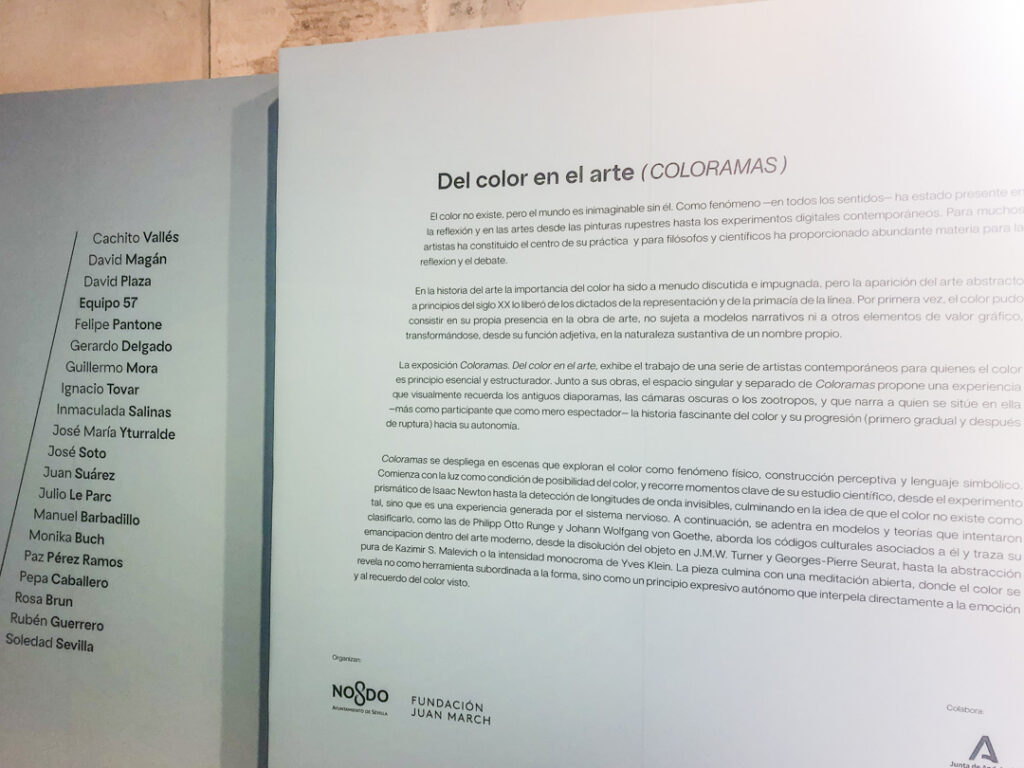 Cachito Vallés
David Magán
David Plaza
Equipo 57
Felipe Pantone
Gerardo Delgado
Guillermo Mora
Ignacio Tovar
Inmaculada Salinas
José María Yturralde
José Soto
Juan Suárez
Julio Le Parc
Manuel Barbadillo
Monika Buch
Paz Pérez Ramos
Pepa Caballero
Rosa Brun
Rubén Guerrero
Soledad Sevilla
Del color en el arte (COLORAMAS)
El color no existe, pero el mundo es inimaginable sin él. Como fenómeno —en todos los sentidos— ha estado presente en
la reflexión y en las artes desde las pinturas rupestres hasta los experimentos digitales contemporáneos. Para muchos
artistas ha constituido el centro de su práctica y para filósofos y científicos ha proporcionado abundante materia para la
reflexion y el debate.
En la historia del arte la importancia del color ha sido a menudo discutida e impugnada, pero la aparición del arte abstracto
a principios del siglo XX lo liberó de los dictados de la representación y de la primacía de la línea. Por primera vez, el color pudo
consistir en su propia presencia en la obra de arte, no sujeta a modelos narrativos ni a otros elementos de valor gráfico,
transformándose, desde su función adjetiva, en la naturaleza sustantiva de un nombre propio.
La exposición Coloramas. Del color en el arte, exhibe el trabajo de una serie de artistas contemporáneos para quienes el color
es principio esencial y estructurador. Junto a sus obras, el espacio singular y separado de Coloramas propone una experiencia
que visualmente recuerda los antiguos diaporamas, las cámaras oscuras o los zootropos, y que narra a quien se sitúe en ella
—más como participante que como mero espectador— la historia fascinante del color y su progresión (primero gradual y después
de ruptura) hacia su autonomía.
Coloramas se despliega en escenas que exploran el color como fenómeno físico, construcción perceptiva y lenguaje simbólico.
Comienza con la luz como condición de posibilidad del color, y recorre momentos clave de su estudio científico, desde el experimento
prismático de Isaac Newton hasta la detección de longitudes de onda invisibles, culminando en la idea de que el color no existe como
tal, sino que es una experiencia generada por el sistema nervioso. A continuación, se adentra en modelos y teorías que intentaron
clasificarlo, como las de Philipp Otto Runge y Johann Wolfgang von Goethe, aborda los códigos culturales asociados a él y traza su
emancipacion dentro del arte moderno, desde la disolución del objeto en J.M.W. Turner y Georges-Pierre Seurat, hasta la abstracción
pura de Kazimir S. Malevich o la intensidad monocroma de Yves Klein. La pieza culmina con una meditación abierta, donde el color se
revela no como herramienta subordinada a la forma, sino como un principio expresivo autónomo que interpela directamente a la emoción
y al recuerdo del color visto.
Organizan:
NO8DO
AYUNTAMIENTO DE SEVILLA
FUNDACIÓN
JUAN MARCH
Colabora:
Junta de